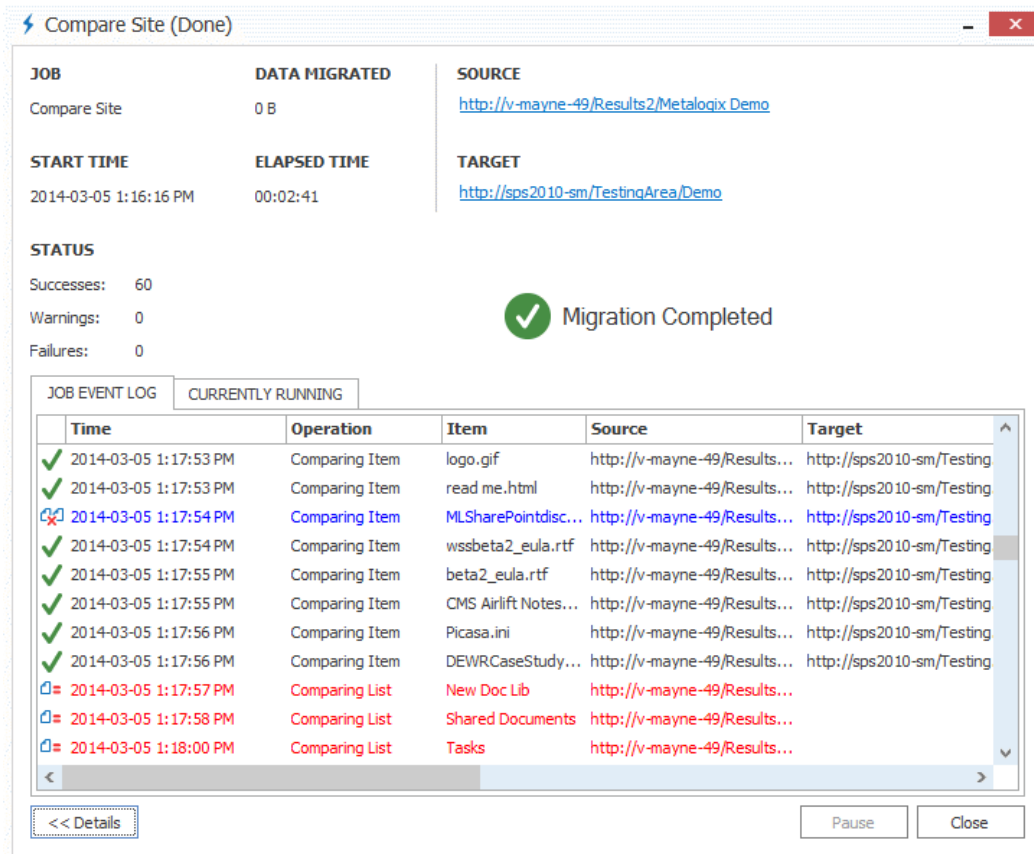 Compare Site (Done)
JOB DATA MIGRATED SOURCE
Compare Site 0 B http://v-mayne-49/Results2/Metalogix Demo
START TIME ELAPSED TIME TARGET
2014-03-05 1:16:16 PM 00:02:41 http://sps2010-sm/TestingArea/Demo
STATUS
Successes: 60
Warnings: 0
Migration Completed
Failures: 0
JOB EVENT LOG CURRENTLY RUNNING
Time Operation Item Source Target
2014-03-05 1:17:53 PM Comparing Item logo.gif http://v-mayne-49/Results... http://sps2010-sm/Testing
2014-03-05 1:17:53 PM Comparing Item read me.html http://v-mayne-49/Results... http://sps2010-sm/Testing
2014-03-05 1:17:54 PM Comparing Item MLSharePointdisc... http://v-mayne-49/Results... http://sps2010-sm/Testing
2014-03-05 1:17:54 PM Comparing Item wssbeta2_eula.rtf http://v-mayne-49/Results... http://sps2010-sm/Testing
2014-03-05 1:17:55 PM Comparing Item beta2_eula.rtf http://v-mayne-49/Results... http://sps2010-sm/Testing
2014-03-05 1:17:55 PM Comparing Item CMS Airlift Notes... http://v-mayne-49/Results... http://sps2010-sm/Testing
2014-03-05 1:17:56 PM Comparing Item Picasa.ini http://v-mayne-49/Results... http://sps2010-sm/Testing
2014-03-05 1:17:56 PM Comparing Item DEWRCaseStudy... http://v-mayne-49/Results... http://sps2010-sm/Testing
2014-03-05 1:17:57 PM Comparing List New Doc Lib http://v-mayne-49/Results...
2014-03-05 1:17:58 PM Comparing List Shared Documents http://v-mayne-49/Results...
2014-03-05 1:18:00 PM Comparing List Tasks http://v-mayne-49/Results...
<< Details Pause Close